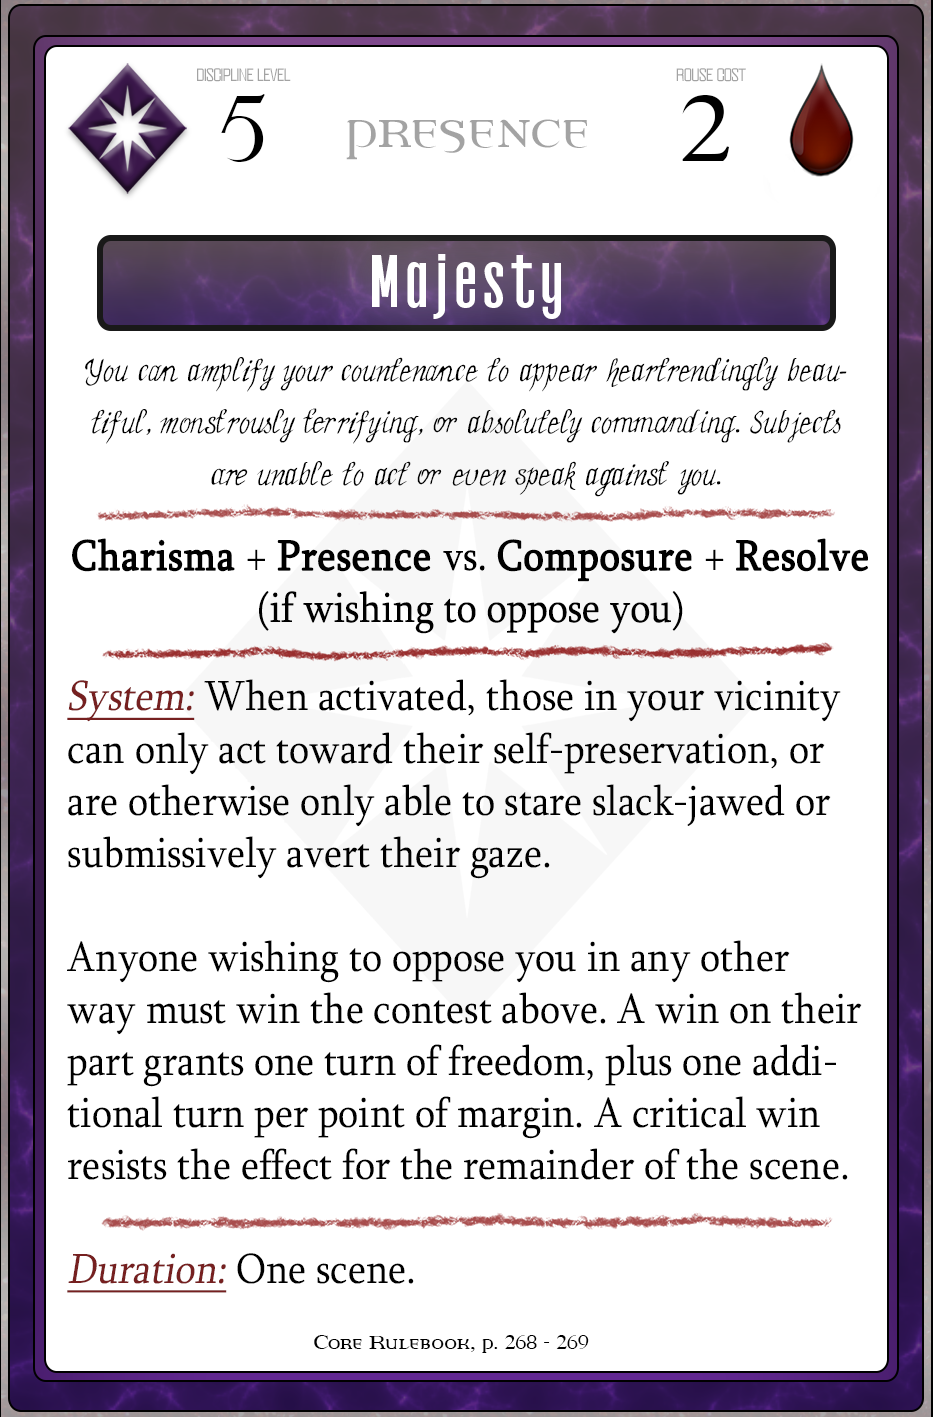 DISCIPLINE LEVEL
5
PRESENCE
ROUSE COST
2
Majesty
You can amplify your countenance to appear heartrendingly beau-
tiful, monstrously terrifying, or absolutely commanding. Subjects
are unable to act or even speak against you.
Charisma + Presence vs. Composure + Resolve
(if wishing to oppose you)
System: When activated, those in your vicinity
can only act toward their self-preservation, or
are otherwise only able to stare slack-jawed or
submissively avert their gaze.
Anyone wishing to oppose you in any other
way must win the contest above. A win on their
part grants one turn of freedom, plus one addi-
tional turn per point of margin. A critical win
resists the effect for the remainder of the scene.
Duration: One scene.
Core Rulebook, p. 268 - 269